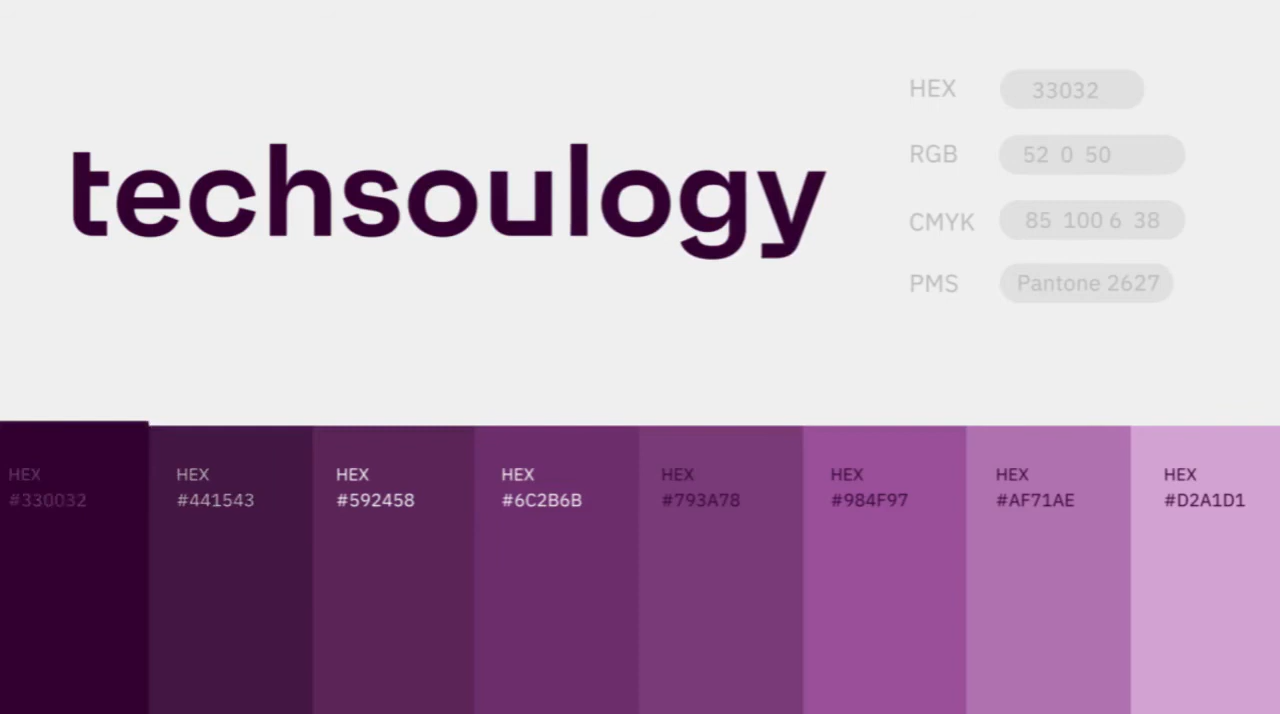 techsoulogy
HEX 33032
RGB 52 0 50
CMYK 85 100 6 38
PMS Pantone 2627
HEX
#330032
HEX
#441543
HEX
#592458
HEX
#6C2B6B
HEX
#793A78
HEX
#984F97
HEX
#AF71AE
HEX
#D2A1D1